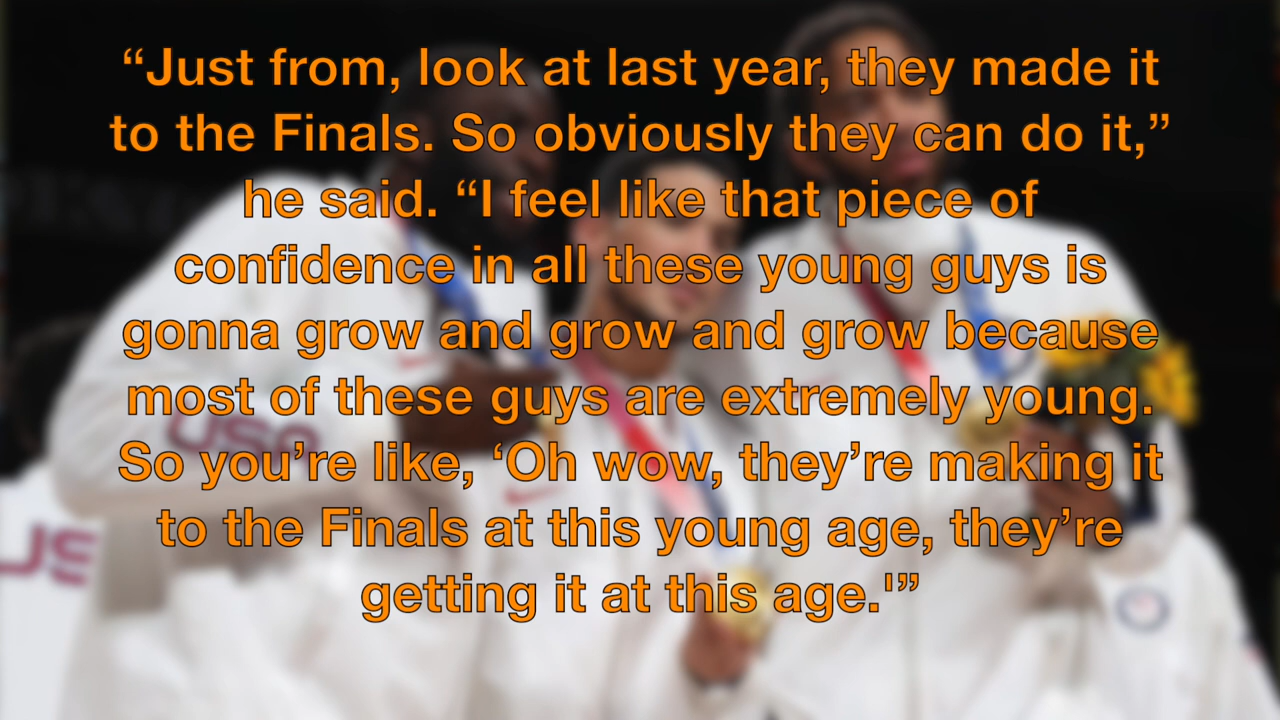 “Just from, look at last year, they made it
to the Finals. So obviously they can do it,”
he said. “I feel like that piece of
confidence in all these young guys is
gonna grow and grow and grow because
most of these guys are extremely young.
So you’re like, ‘Oh wow, they’re making it
to the Finals at this young age, they’re
getting it at this age.'”
USA
US